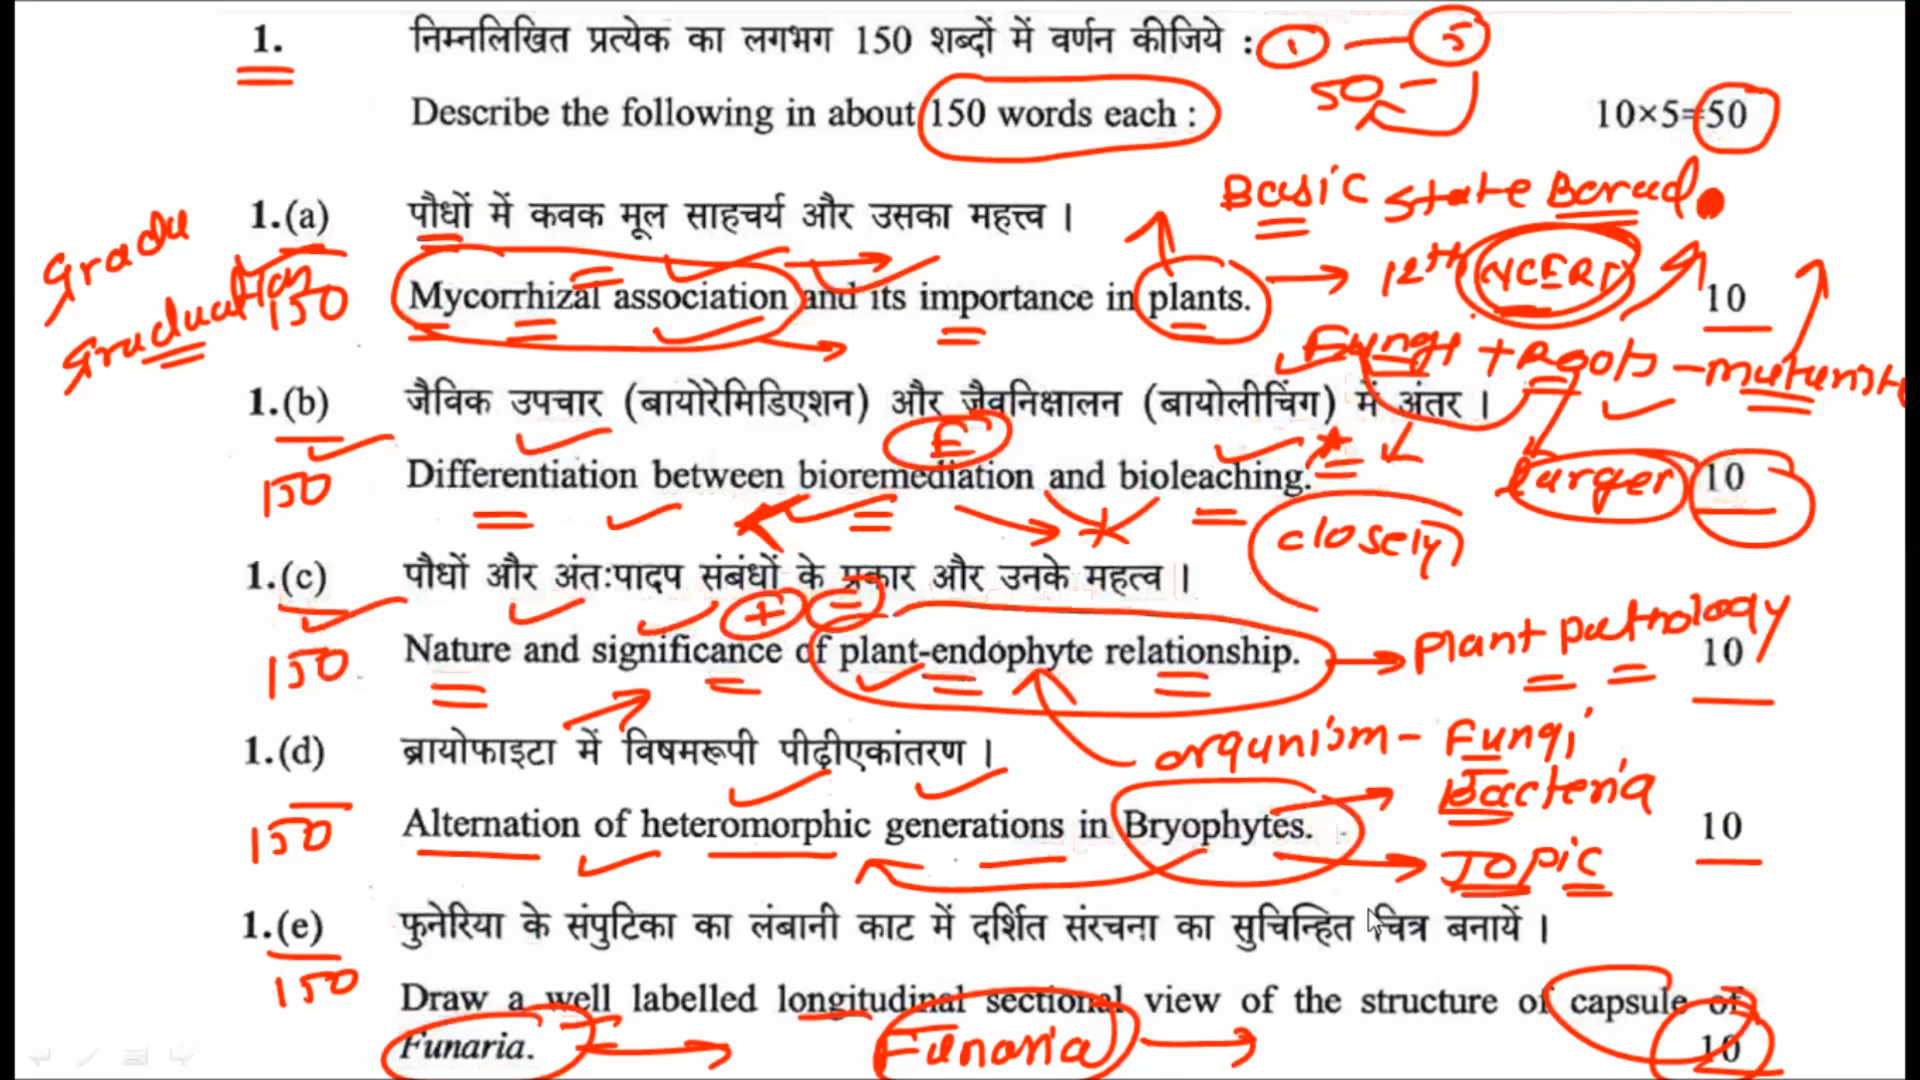 1. निम्नलिखित प्रत्येक का लगभग 150 शब्दों में वर्णन कीजिये : 1 — 5
50 -
Describe the following in about 150 words each : 10×5=50
Basic State Borad.
1.(a) पौधों में कवक मूल साहचर्य और उसका महत्त्व ।
Gradu
Graduation
150
Mycorrhizal association and its importance in plants. 12th NCERT 10
Fungi + Roots -
1.(b) जैविक उपचार (बायोरेमिडिएशन) और जैवनिक्षालन (बायोलीचिंग) में अंतर ।
E
150
Differentiation between bioremediation and bioleaching. Larger 10
closely
1.(c) पौधों और अंतःपादप संबंधों के प्रकार और उनके महत्व ।
+ -
150
Nature and significance of plant-endophyte relationship. Plant pathology 10
1.(d) ब्रायोफाइटा में विषमरूपी पीढ़ीएकांतरण ।
orgunism - Fungi
Bacteria
150
Alternation of heteromorphic generations in Bryophytes. 10
Topic
1.(e) फुनेरिया के संपुटिका का लंबानी काट में दर्शित संरचना का सुचिन्हित चित्र बनायें ।
150
Draw a well labelled longitudinal sectional view of the structure of capsule of
Funaria. Funaria 10